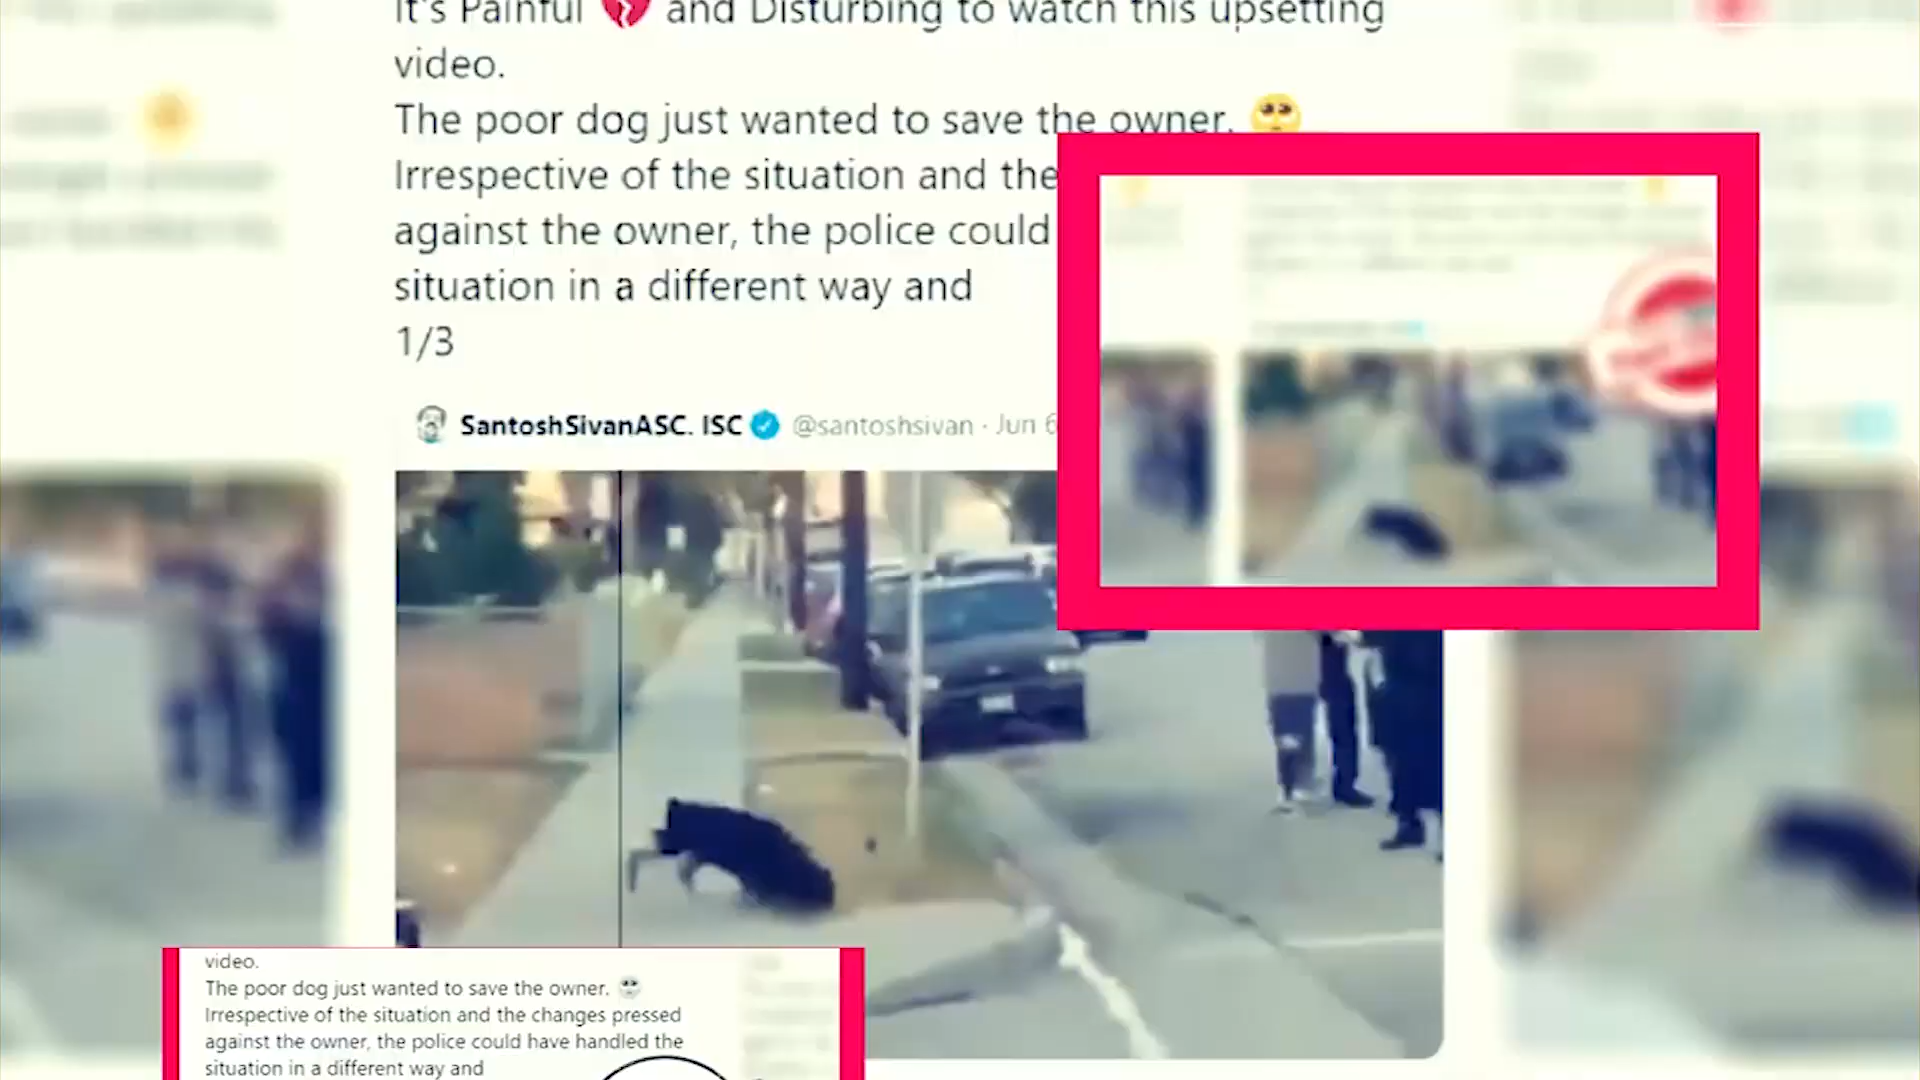 It's Painful 💔 and Disturbing to watch this upsetting
video.
The poor dog just wanted to save the owner. 🥺
Irrespective of the situation and the
against the owner, the police could
situation in a different way and
1/3
SantoshSivanASC. ISC @santoshsivan · Jun 6
video.
The poor dog just wanted to save the owner. 🥺
Irrespective of the situation and the changes pressed
against the owner, the police could have handled the
situation in a different way and